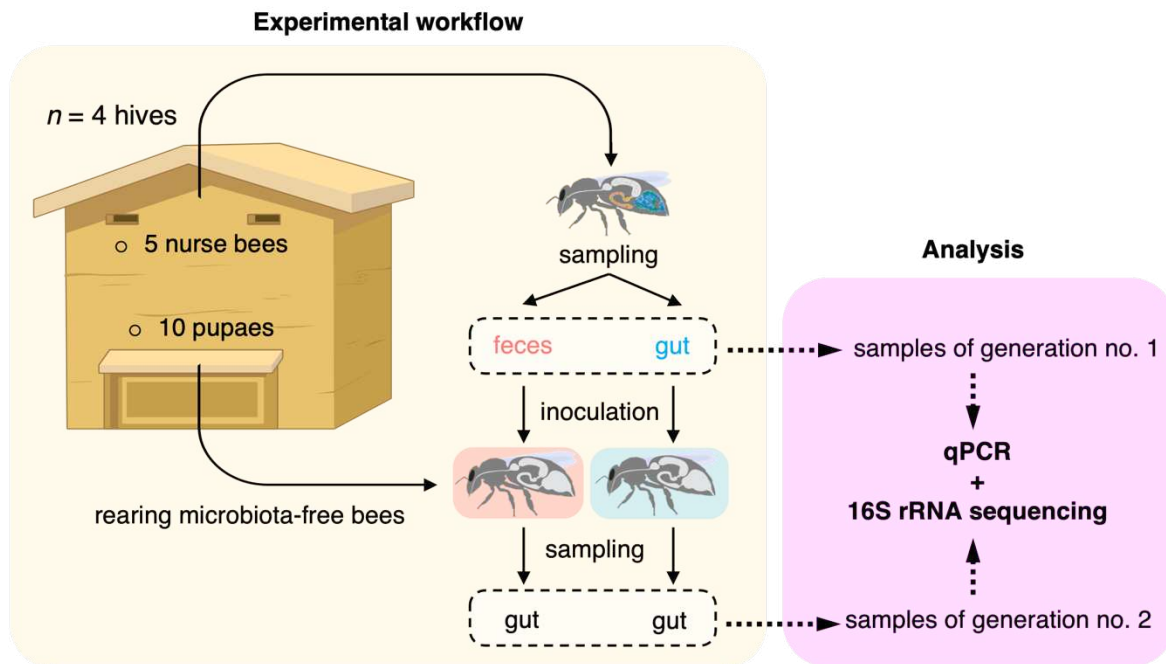 Experimental workflow
n = 4 hives
5 nurse bees
10 pupaes
rearing microbiota-free bees
sampling
feces gut
inoculation
sampling
gut gut
Analysis
samples of generation no. 1
qPCR
+
16S rRNA sequencing
samples of generation no. 2